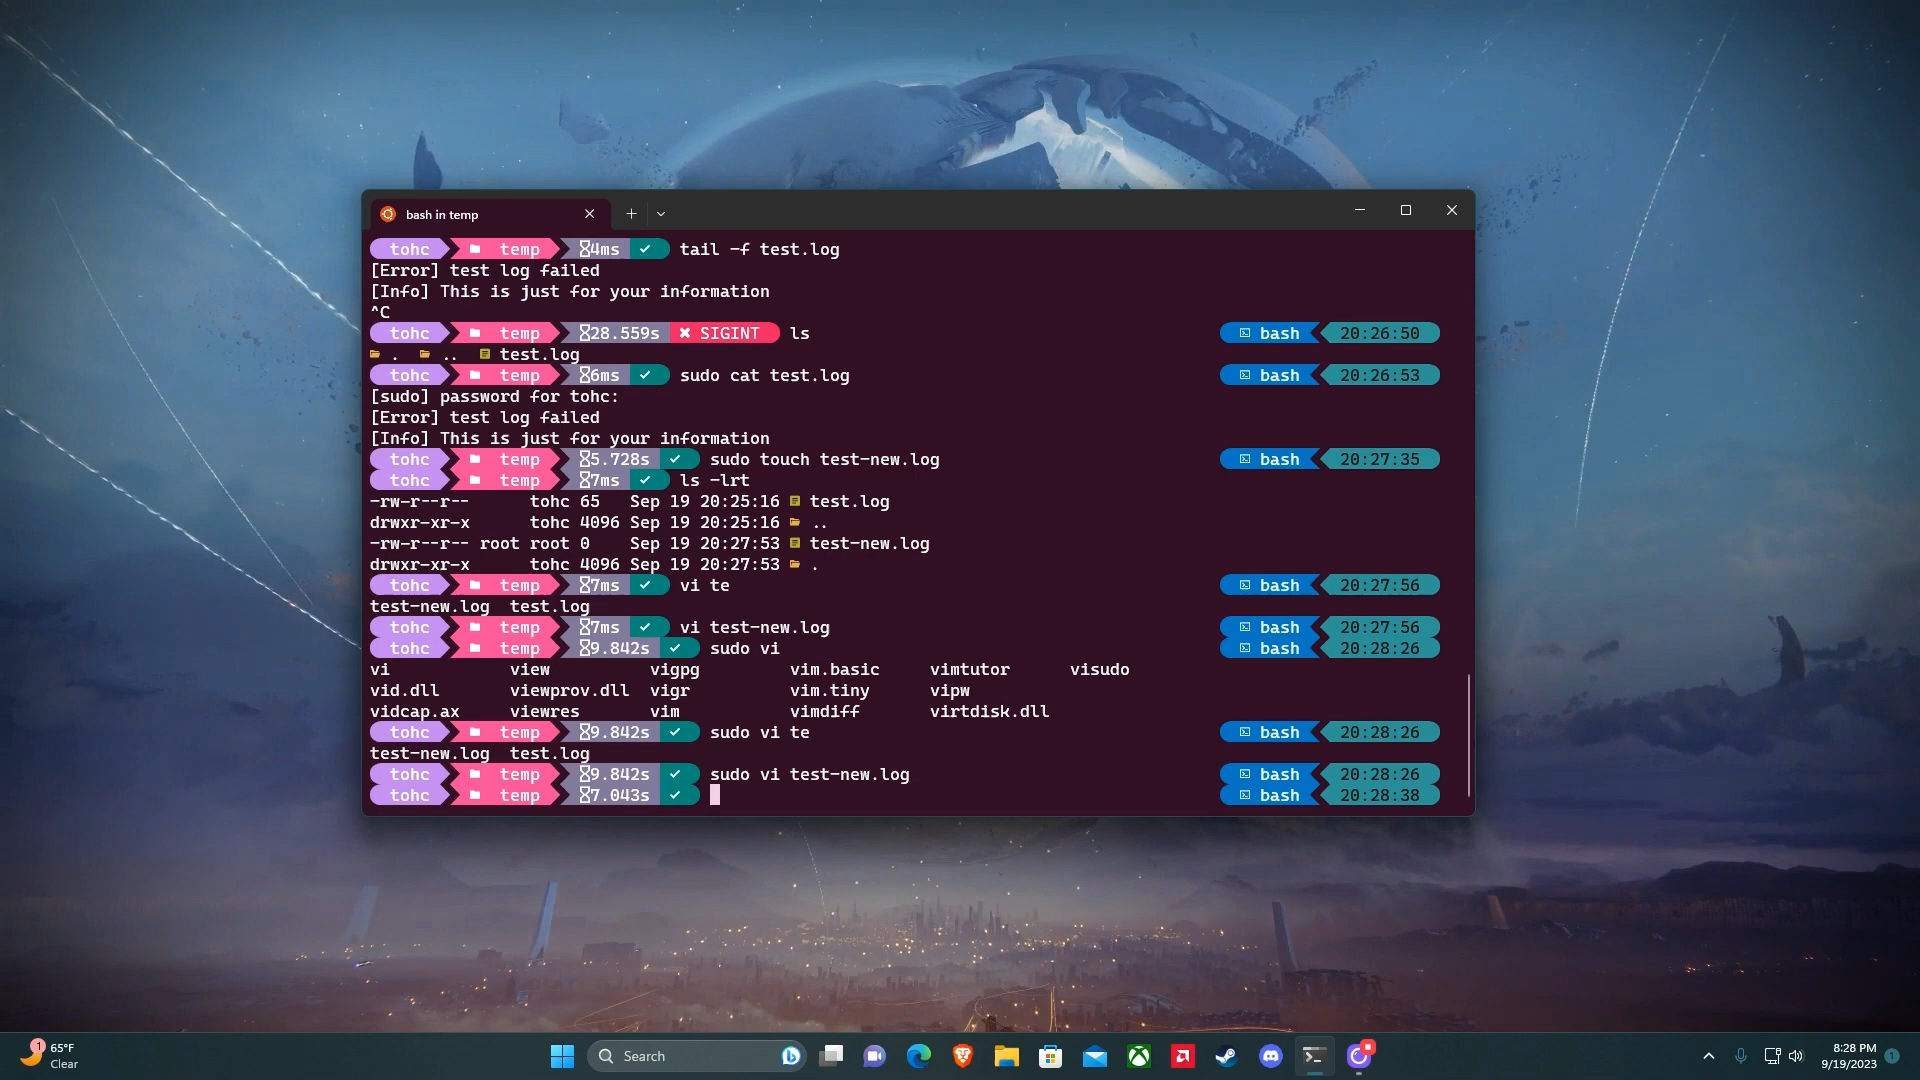 bash in temp
tohc temp 4ms ✓ tail -f test.log
[Error] test log failed
[Info] This is just for your information
^C
tohc temp 28.559s ✖ SIGINT ls bash 20:26:50
. .. test.log
tohc temp 6ms ✓ sudo cat test.log bash 20:26:53
[sudo] password for tohc:
[Error] test log failed
[Info] This is just for your information
tohc temp 5.728s ✓ sudo touch test-new.log bash 20:27:35
tohc temp 7ms ✓ ls -lrt
-rw-r--r-- tohc 65 Sep 19 20:25:16 test.log
drwxr-xr-x tohc 4096 Sep 19 20:25:16 ..
-rw-r--r-- root root 0 Sep 19 20:27:53 test-new.log
drwxr-xr-x tohc 4096 Sep 19 20:27:53 .
tohc temp 7ms ✓ vi te bash 20:27:56
test-new.log test.log
tohc temp 7ms ✓ vi test-new.log bash 20:27:56
tohc temp 9.842s ✓ sudo vi bash 20:28:26
vi view vigpg vim.basic vimtutor visudo
vid.dll viewprov.dll vigr vim.tiny vipw
vidcap.ax viewres vim vimdiff virtdisk.dll
tohc temp 9.842s ✓ sudo vi te bash 20:28:26
test-new.log test.log
tohc temp 9.842s ✓ sudo vi test-new.log bash 20:28:26
tohc temp 7.043s ✓ bash 20:28:38
1 65°F
Clear
Search
8:28 PM
9/19/2023
1